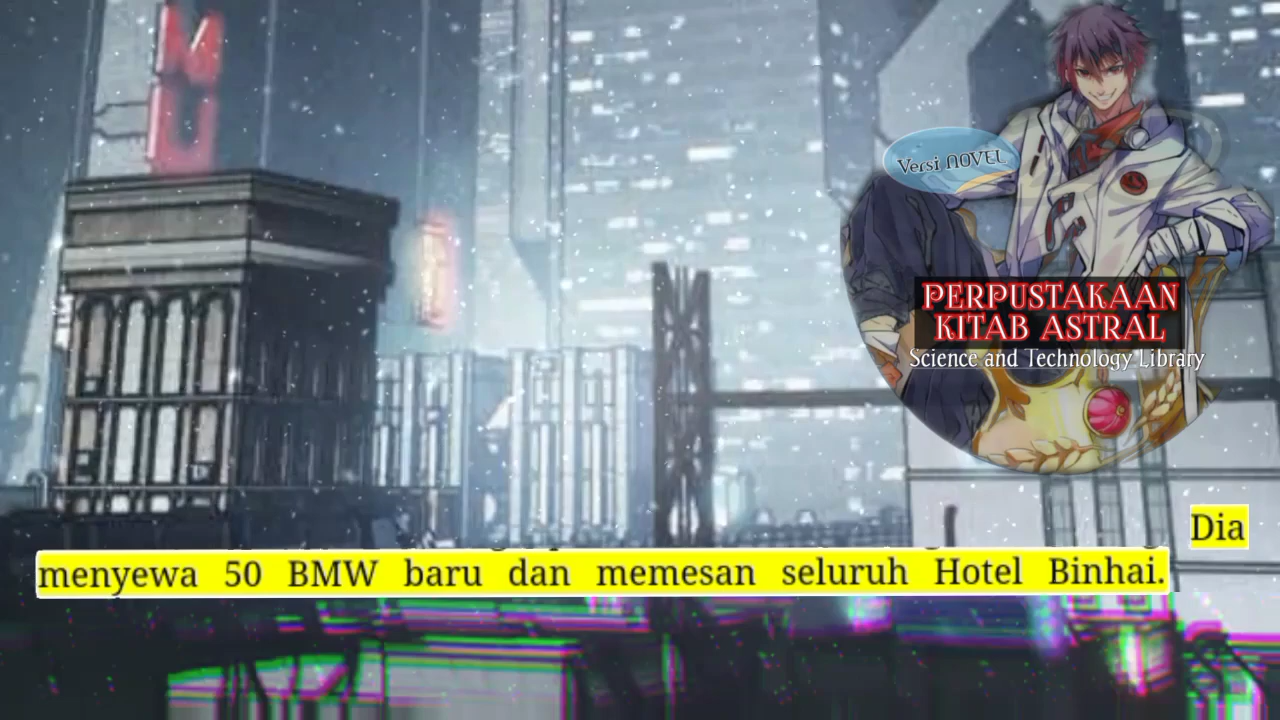 MU
Versi NOVEL
PERPUSTAKAAN
KITAB ASTRAL
Science and Technology Library
Dia
menyewa 50 BMW baru dan memesan seluruh Hotel Binhai.